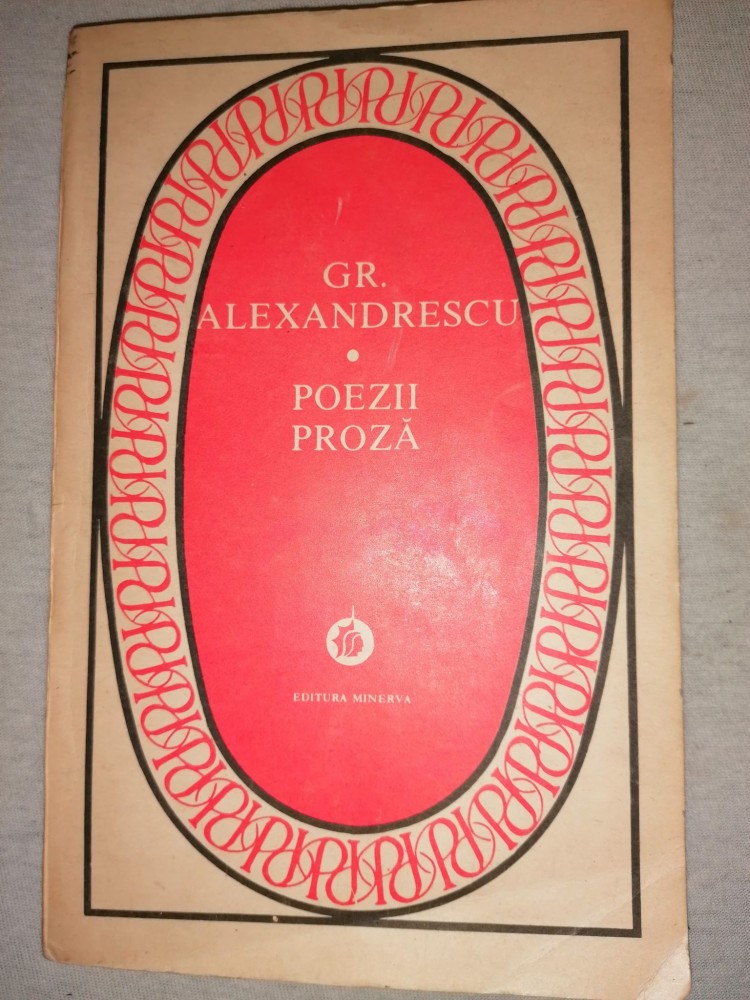 GR.
ALEXANDRESCU
•
POEZII
PROZĂ
EDITURA MINERVA